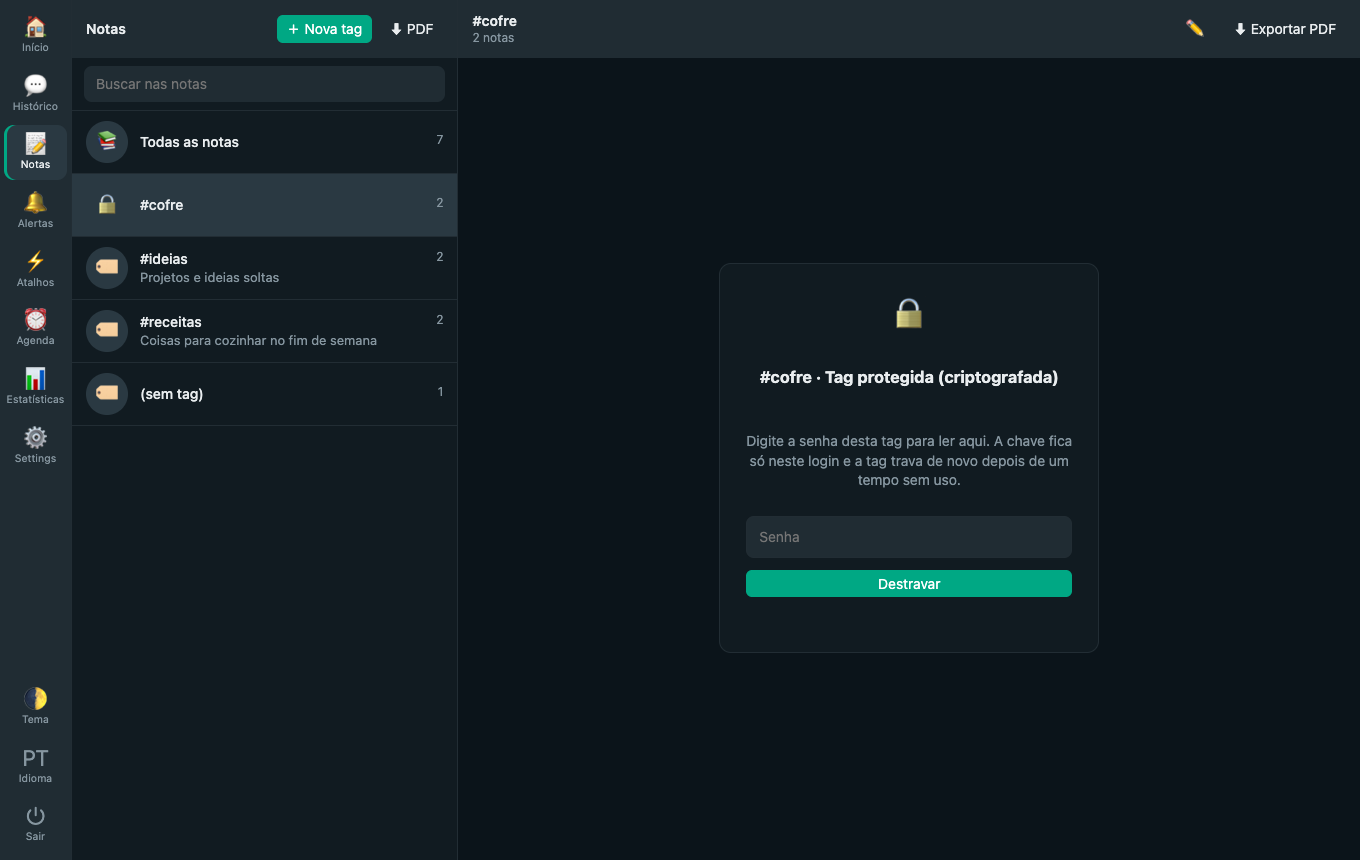 Início
Histórico
Notas
Alertas
Atalhos
Agenda
Estatísticas
Settings
Tema
PT
Idioma
Sair
Notas
+ Nova tag
⬇ PDF
Buscar nas notas
Todas as notas
7
#cofre
2
#ideias
2
Projetos e ideias soltas
#receitas
2
Coisas para cozinhar no fim de semana
(sem tag)
1
#cofre
2 notas
⬇ Exportar PDF
#cofre · Tag protegida (criptografada)
Digite a senha desta tag para ler aqui. A chave fica
só neste login e a tag trava de novo depois de um
tempo sem uso.
Senha
Destravar